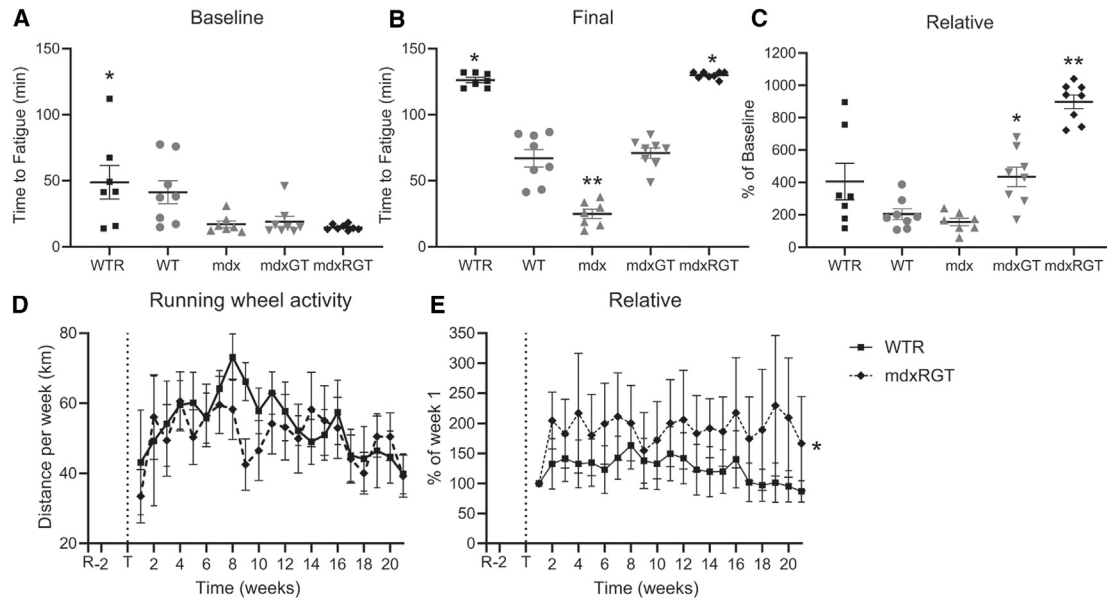 A Baseline
Time to Fatigue (min)
150
100
50
0
*
WTR WT mdx mdxGT mdxRGT
B Final
Time to Fatigue (min)
150
100
50
0
* ** *
WTR WT mdx mdxGT mdxRGT
C Relative
% of Baseline
1200
1000
800
600
400
200
0
* **
WTR WT mdx mdxGT mdxRGT
D Running wheel activity
Distance per week (km)
80
60
40
20
R-2 T 2 4 6 8 10 12 14 16 18 20
Time (weeks)
E Relative
% of week 1
350
300
250
200
150
100
50
0
*
R-2 T 2 4 6 8 10 12 14 16 18 20
Time (weeks)
WTR
mdxRGT